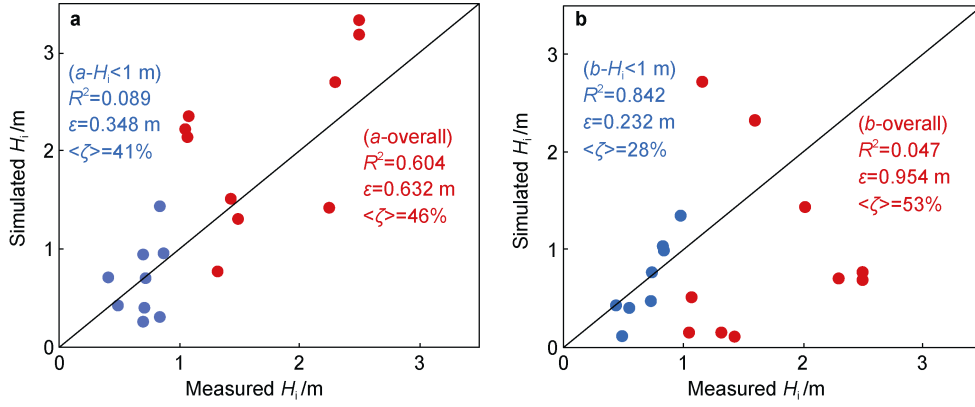 a
(a-Hi<1 m)
R²=0.089
ε=0.348 m
<ζ>=41%
(a-overall)
R²=0.604
ε=0.632 m
<ζ>=46%
Simulated Hi/m
3
2
1
0
0 1 2 3
Measured Hi/m
b
(b-Hi<1 m)
R²=0.842
ε=0.232 m
<ζ>=28%
(b-overall)
R²=0.047
ε=0.954 m
<ζ>=53%
Simulated Hi/m
3
2
1
0
0 1 2 3
Measured Hi/m